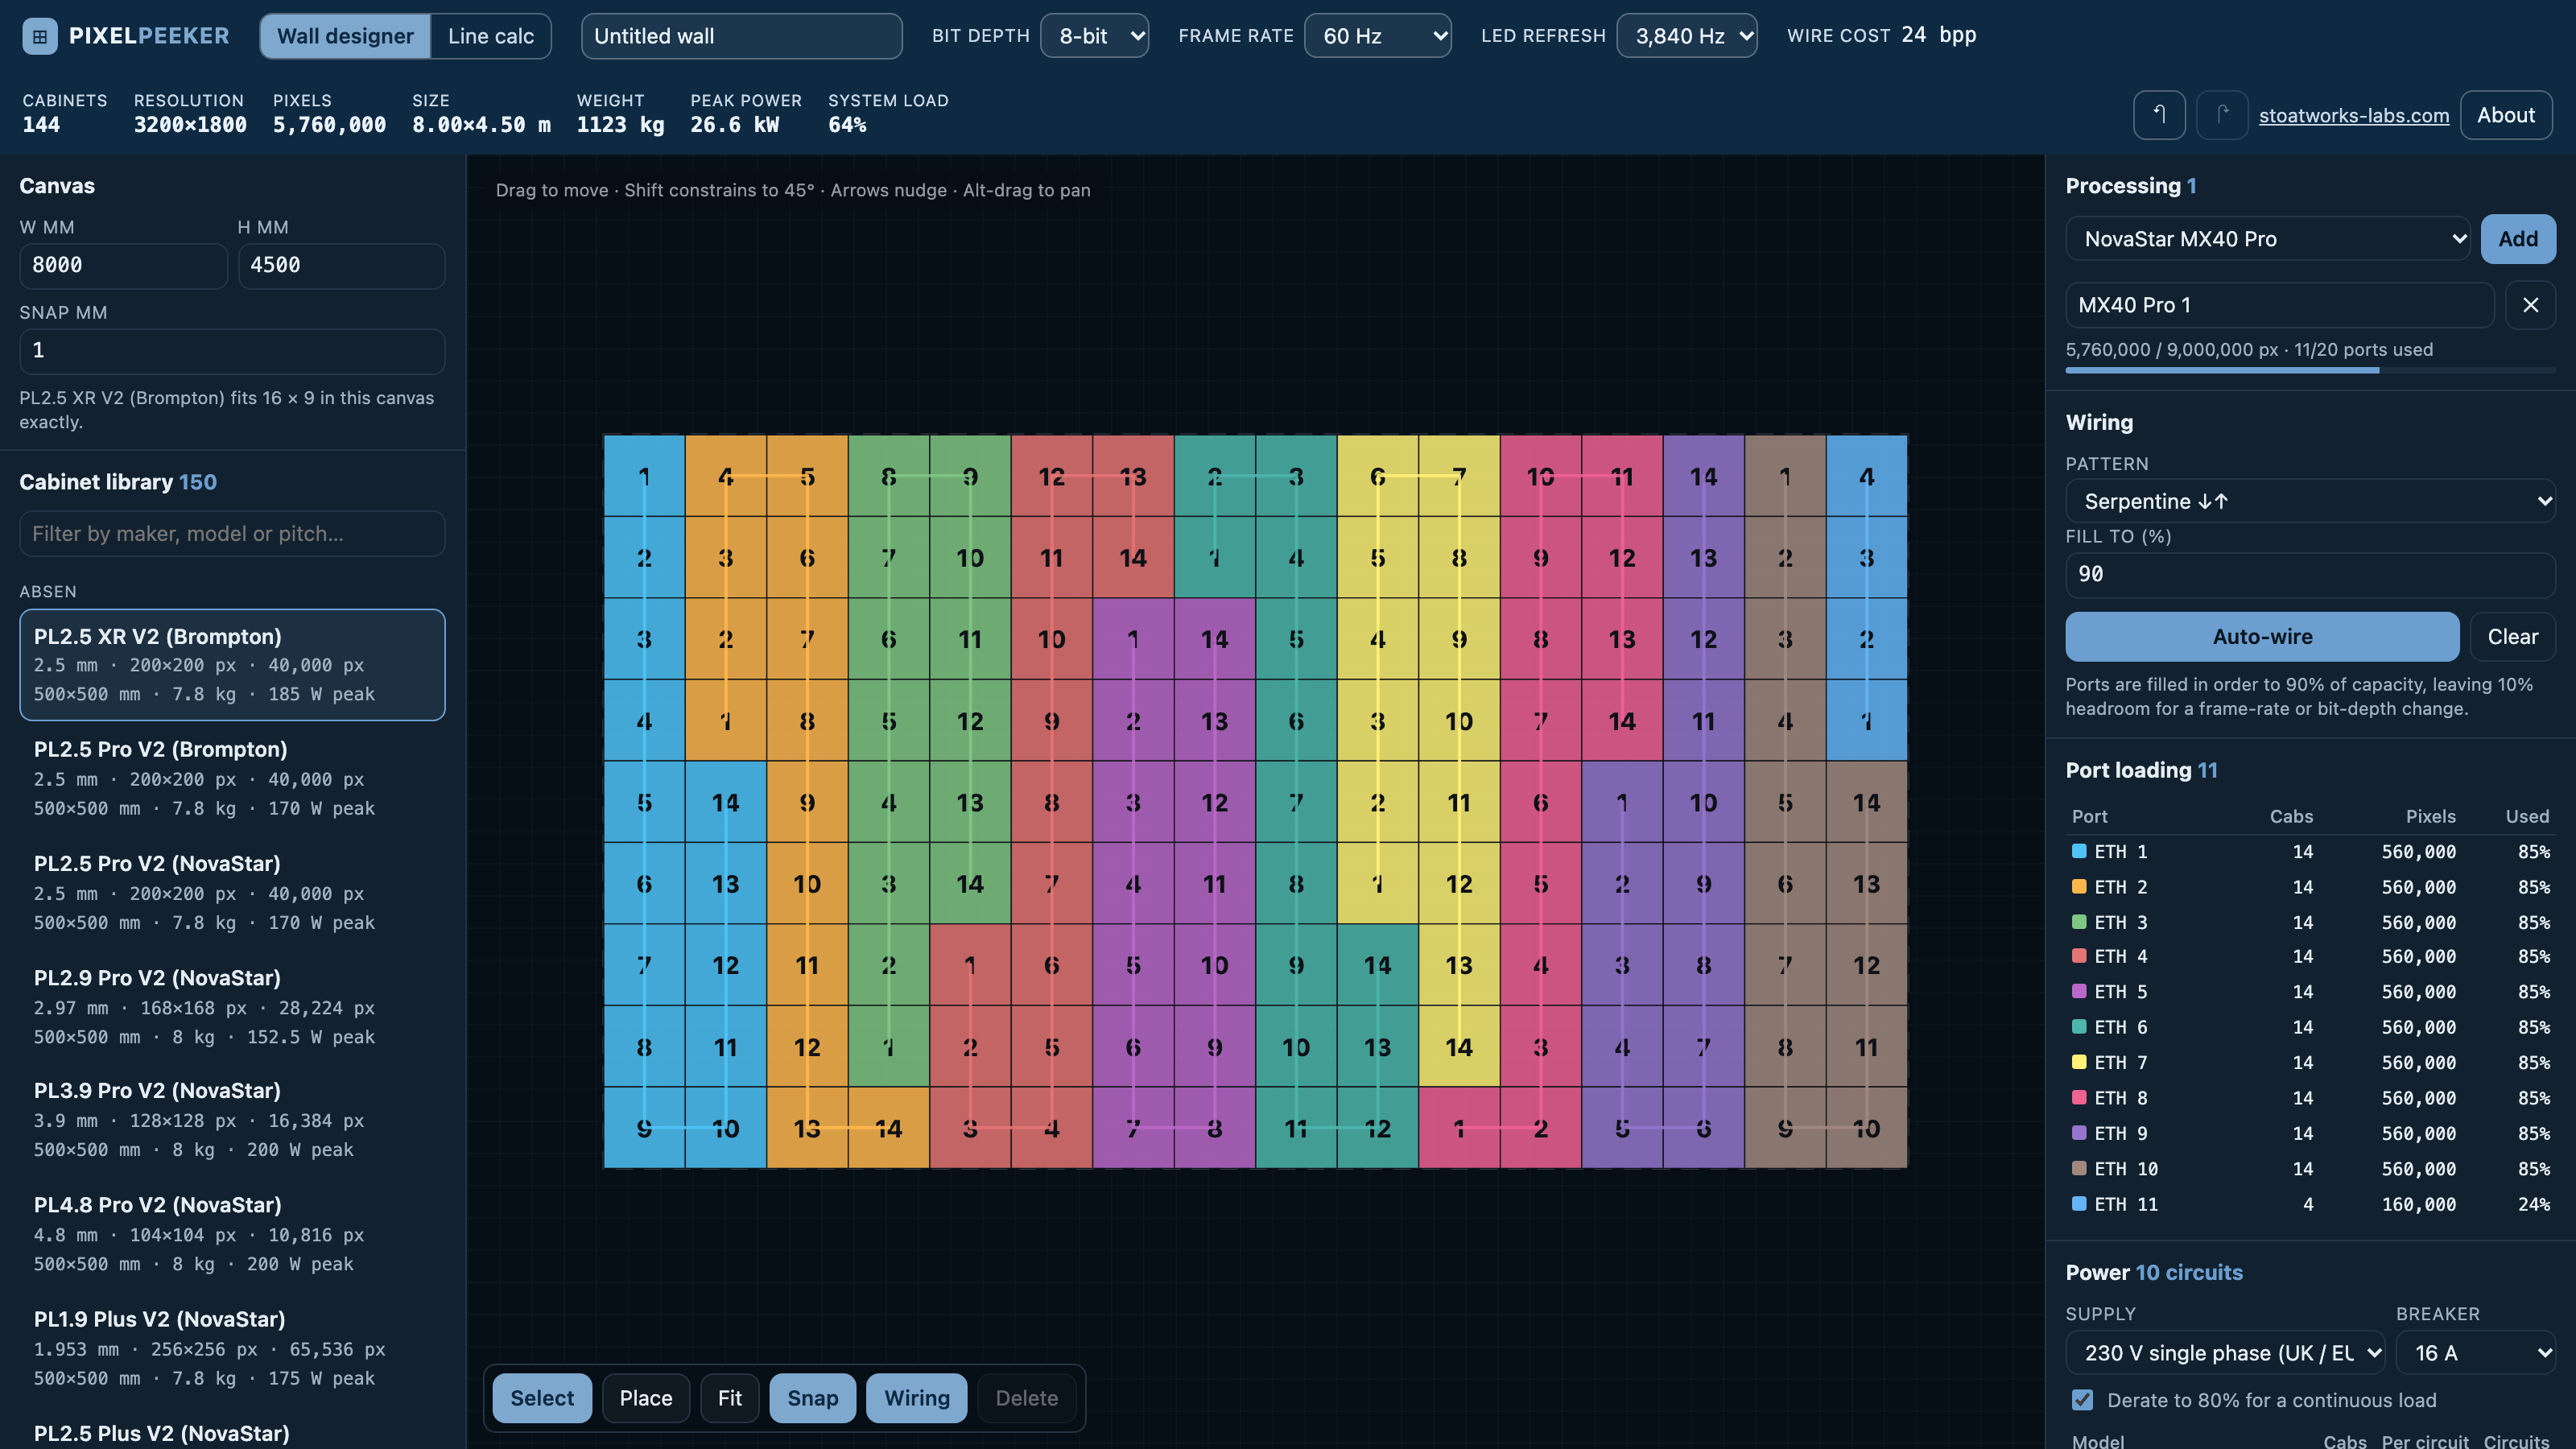 PIXELPEEKER Wall designer Line calc Untitled wall BIT DEPTH 8-bit FRAME RATE 60 Hz LED REFRESH 3,840 Hz WIRE COST 24 bpp
CABINETS RESOLUTION PIXELS SIZE WEIGHT PEAK POWER SYSTEM LOAD
144 3200×1800 5,760,000 8.00×4.50 m 1123 kg 26.6 kW 64%
stoatworks-labs.com About
Canvas
W MM H MM
8000 4500
SNAP MM
1
PL2.5 XR V2 (Brompton) fits 16 × 9 in this canvas
exactly.
Cabinet library 150
Filter by maker, model or pitch...
ABSEN
PL2.5 XR V2 (Brompton)
2.5 mm · 200×200 px · 40,000 px
500×500 mm · 7.8 kg · 185 W peak
PL2.5 Pro V2 (Brompton)
2.5 mm · 200×200 px · 40,000 px
500×500 mm · 7.8 kg · 170 W peak
PL2.5 Pro V2 (NovaStar)
2.5 mm · 200×200 px · 40,000 px
500×500 mm · 7.8 kg · 170 W peak
PL2.9 Pro V2 (NovaStar)
2.97 mm · 168×168 px · 28,224 px
500×500 mm · 8 kg · 152.5 W peak
PL3.9 Pro V2 (NovaStar)
3.9 mm · 128×128 px · 16,384 px
500×500 mm · 8 kg · 200 W peak
PL4.8 Pro V2 (NovaStar)
4.8 mm · 104×104 px · 10,816 px
500×500 mm · 8 kg · 200 W peak
PL1.9 Plus V2 (NovaStar)
1.953 mm · 256×256 px · 65,536 px
500×500 mm · 7.8 kg · 175 W peak
PL2.5 Plus V2 (NovaStar)
Drag to move · Shift constrains to 45° · Arrows nudge · Alt-drag to pan
1 4 5 8 9 12 13 2 3 6 7 10 11 14 1 4
2 3 6 7 10 11 14 1 4 5 8 9 12 13 2 3
3 2 7 6 11 10 1 14 5 4 9 8 13 12 3 2
4 1 8 5 12 9 2 13 6 3 10 7 14 11 4 1
5 14 9 4 13 8 3 12 7 2 11 6 1 10 5 14
6 13 10 3 14 7 4 11 8 1 12 5 2 9 6 13
7 12 11 2 1 6 5 10 9 14 13 4 3 8 7 12
8 11 12 1 2 5 6 9 10 13 14 3 4 7 8 11
9 10 13 14 3 4 7 8 11 12 1 2 5 6 9 10
Select Place Fit Snap Wiring Delete
Processing 1
NovaStar MX40 Pro Add
MX40 Pro 1
5,760,000 / 9,000,000 px · 11/20 ports used
Wiring
PATTERN
Serpentine ↓↑
FILL TO (%)
90
Auto-wire Clear
Ports are filled in order to 90% of capacity, leaving 10%
headroom for a frame-rate or bit-depth change.
Port loading 11
Port Cabs Pixels Used
ETH 1 14 560,000 85%
ETH 2 14 560,000 85%
ETH 3 14 560,000 85%
ETH 4 14 560,000 85%
ETH 5 14 560,000 85%
ETH 6 14 560,000 85%
ETH 7 14 560,000 85%
ETH 8 14 560,000 85%
ETH 9 14 560,000 85%
ETH 10 14 560,000 85%
ETH 11 4 160,000 24%
Power 10 circuits
SUPPLY BREAKER
230 V single phase (UK / EU 16 A
Derate to 80% for a continuous load
Model Cabs Per circuit Circuits